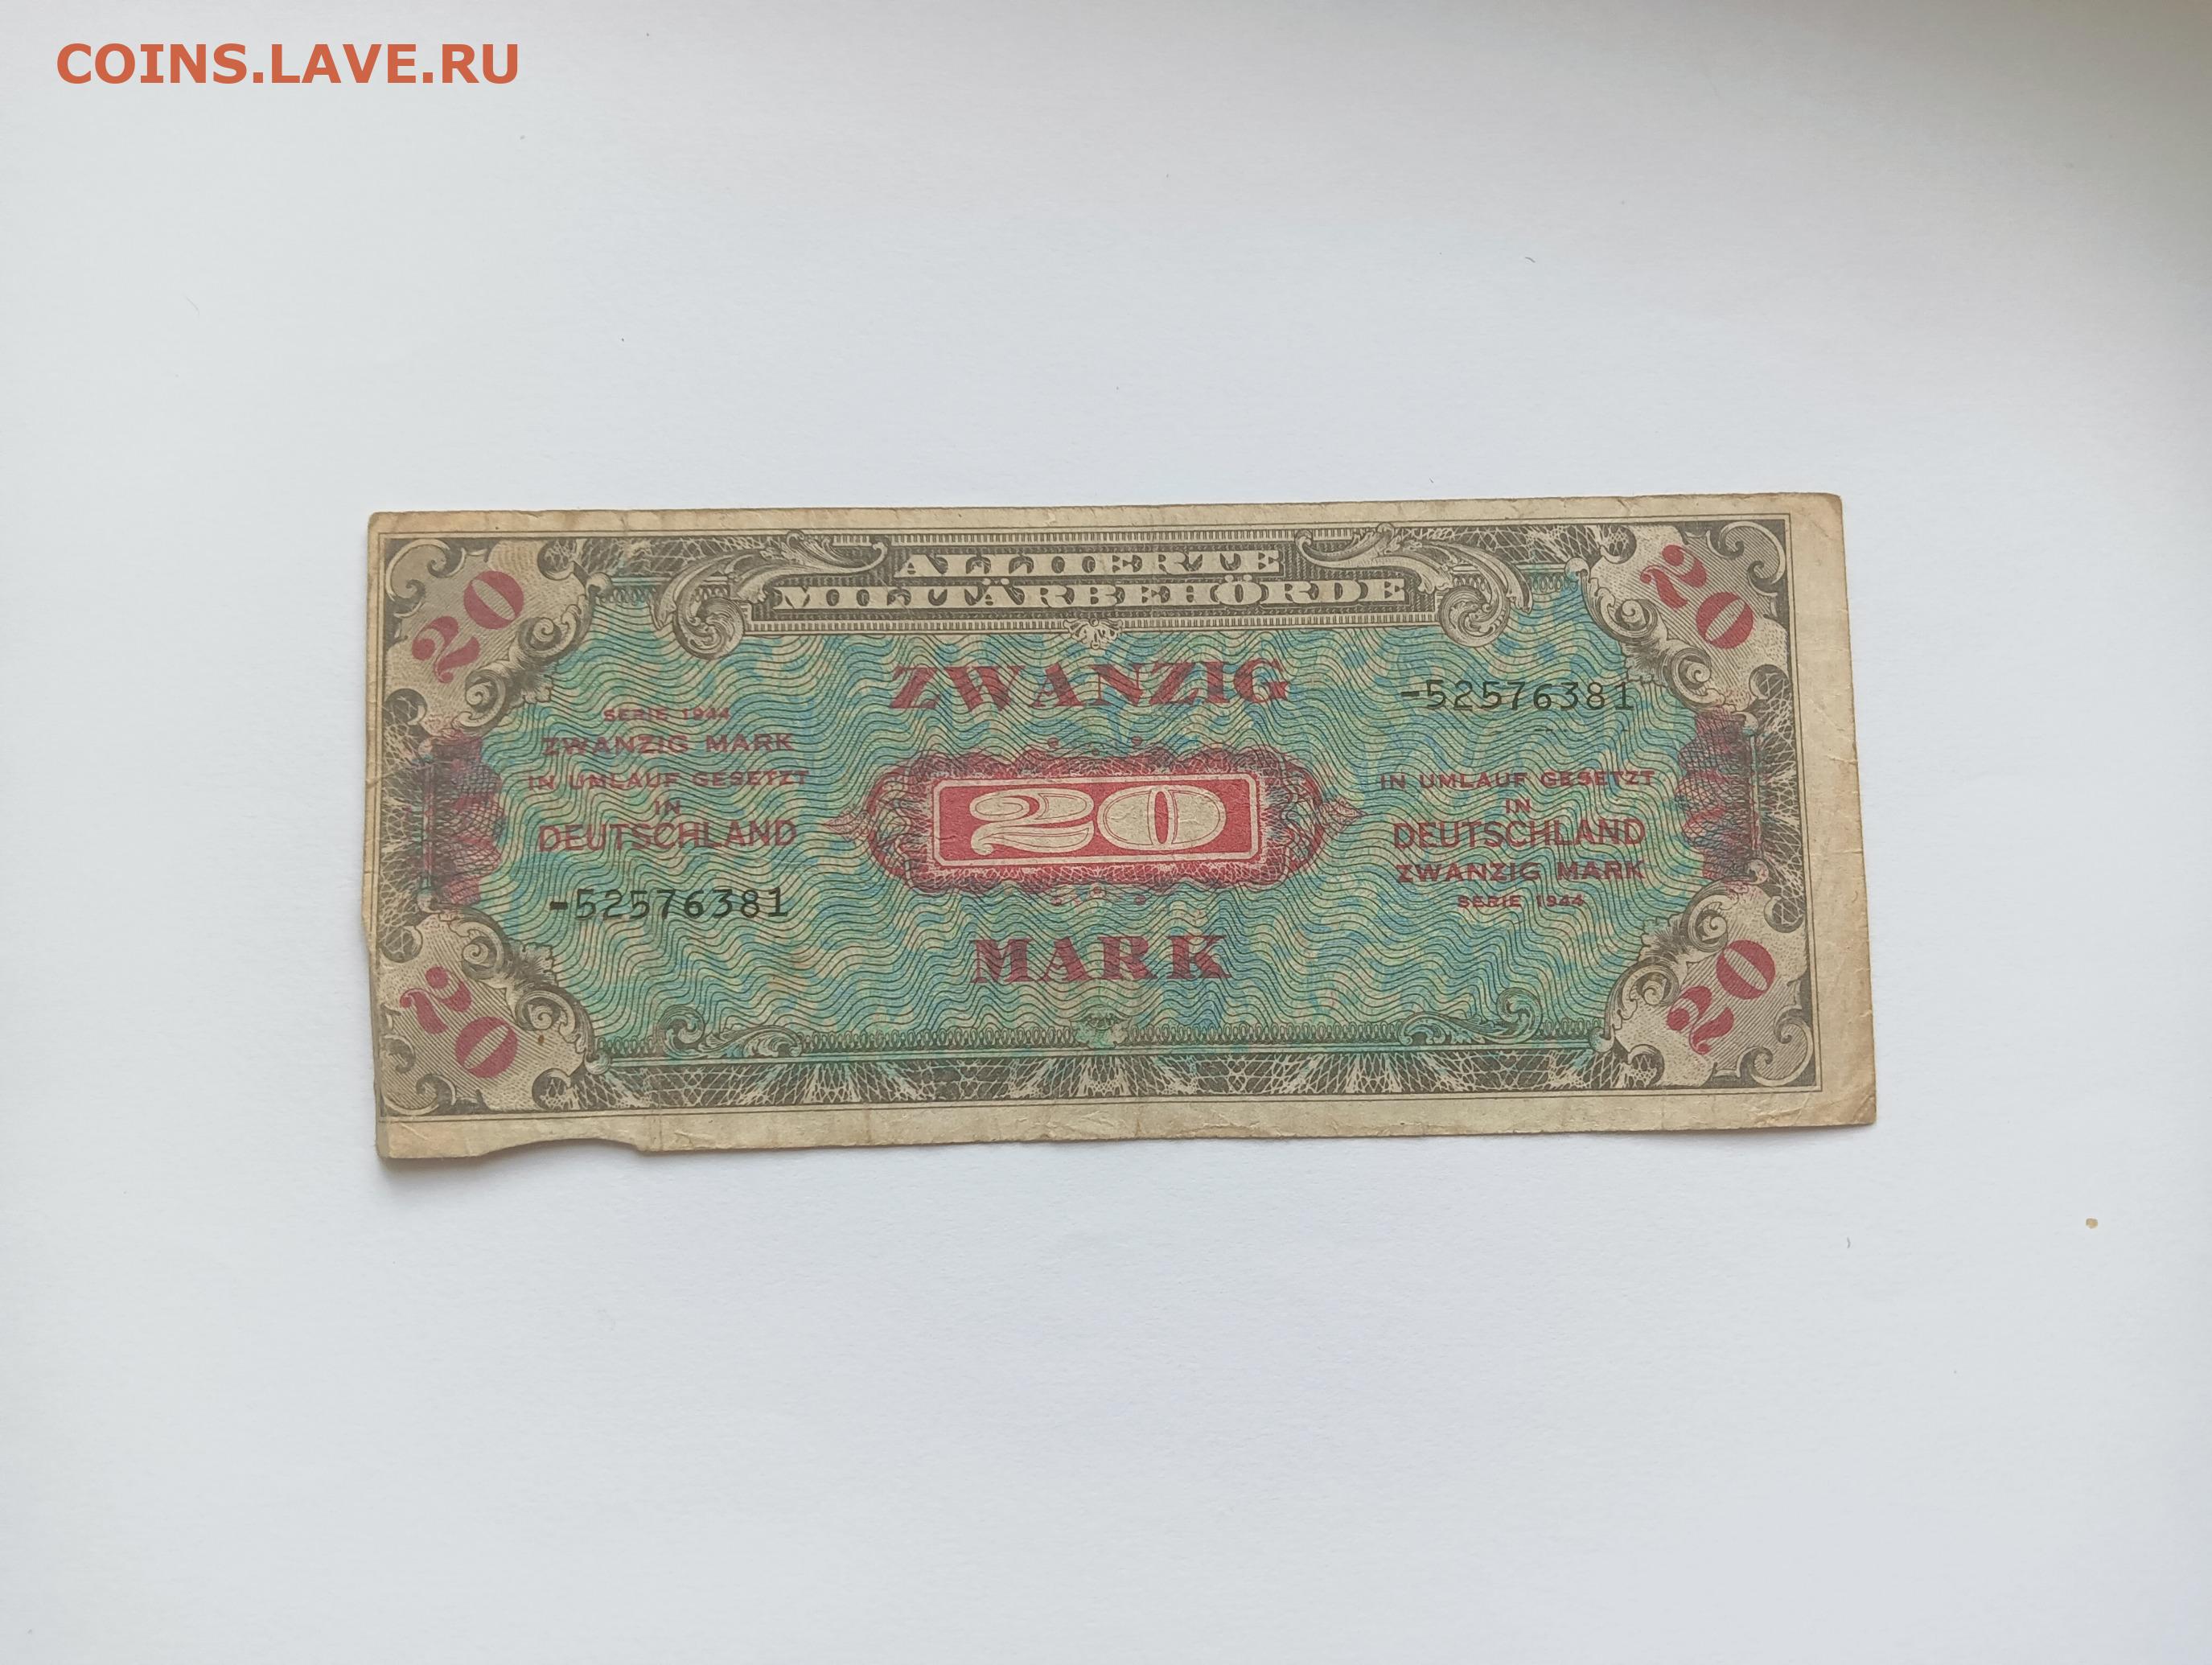 COINS.LAVE.RU
ALLIIERTE
MILITÄRBEHÖRDE
20
20
ZWANZIG
-52576381
SERIE 1944
ZWANZIG MARK
IN UMLAUF GESETZT
IN
DEUTSCHLAND
-52576381
20
IN UMLAUF GESETZT
IN
DEUTSCHLAND
ZWANZIG MARK
SERIE 1944
MARK
20
20